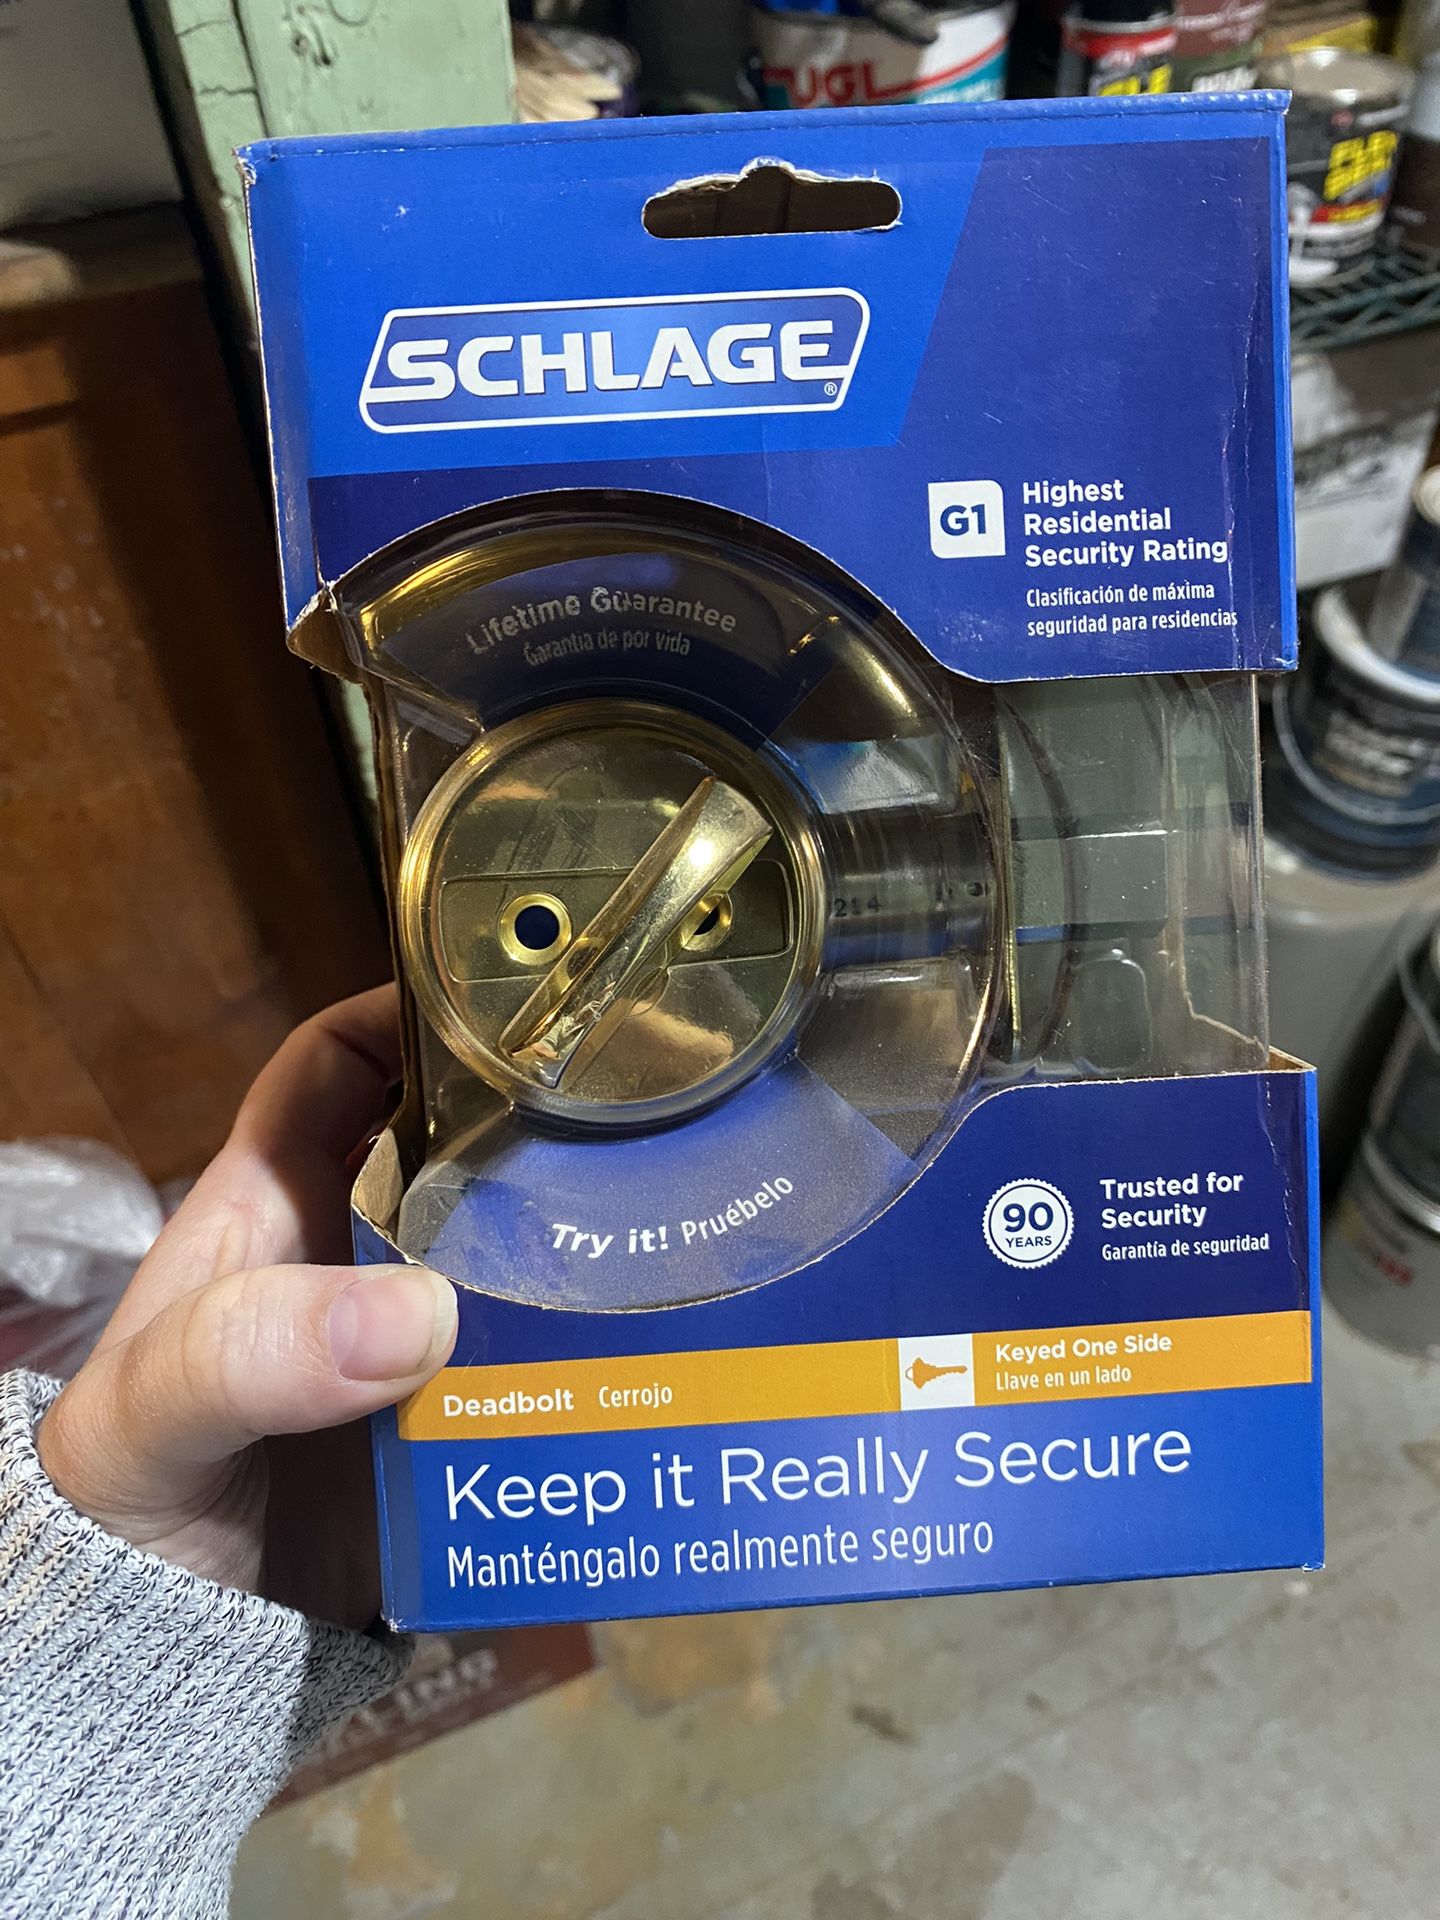 UGL
SCHLAGE®
G1
Highest
Residential
Security Rating
Clasificación de máxima
seguridad para residencias
Lifetime Guarantee
Garantía de por vida
214
Try it! Pruébelo
90
YEARS
Trusted for
Security
Garantía de seguridad
Deadbolt Cerrojo
Keyed One Side
Llave en un lado
Keep it Really Secure
Manténgalo realmente seguro